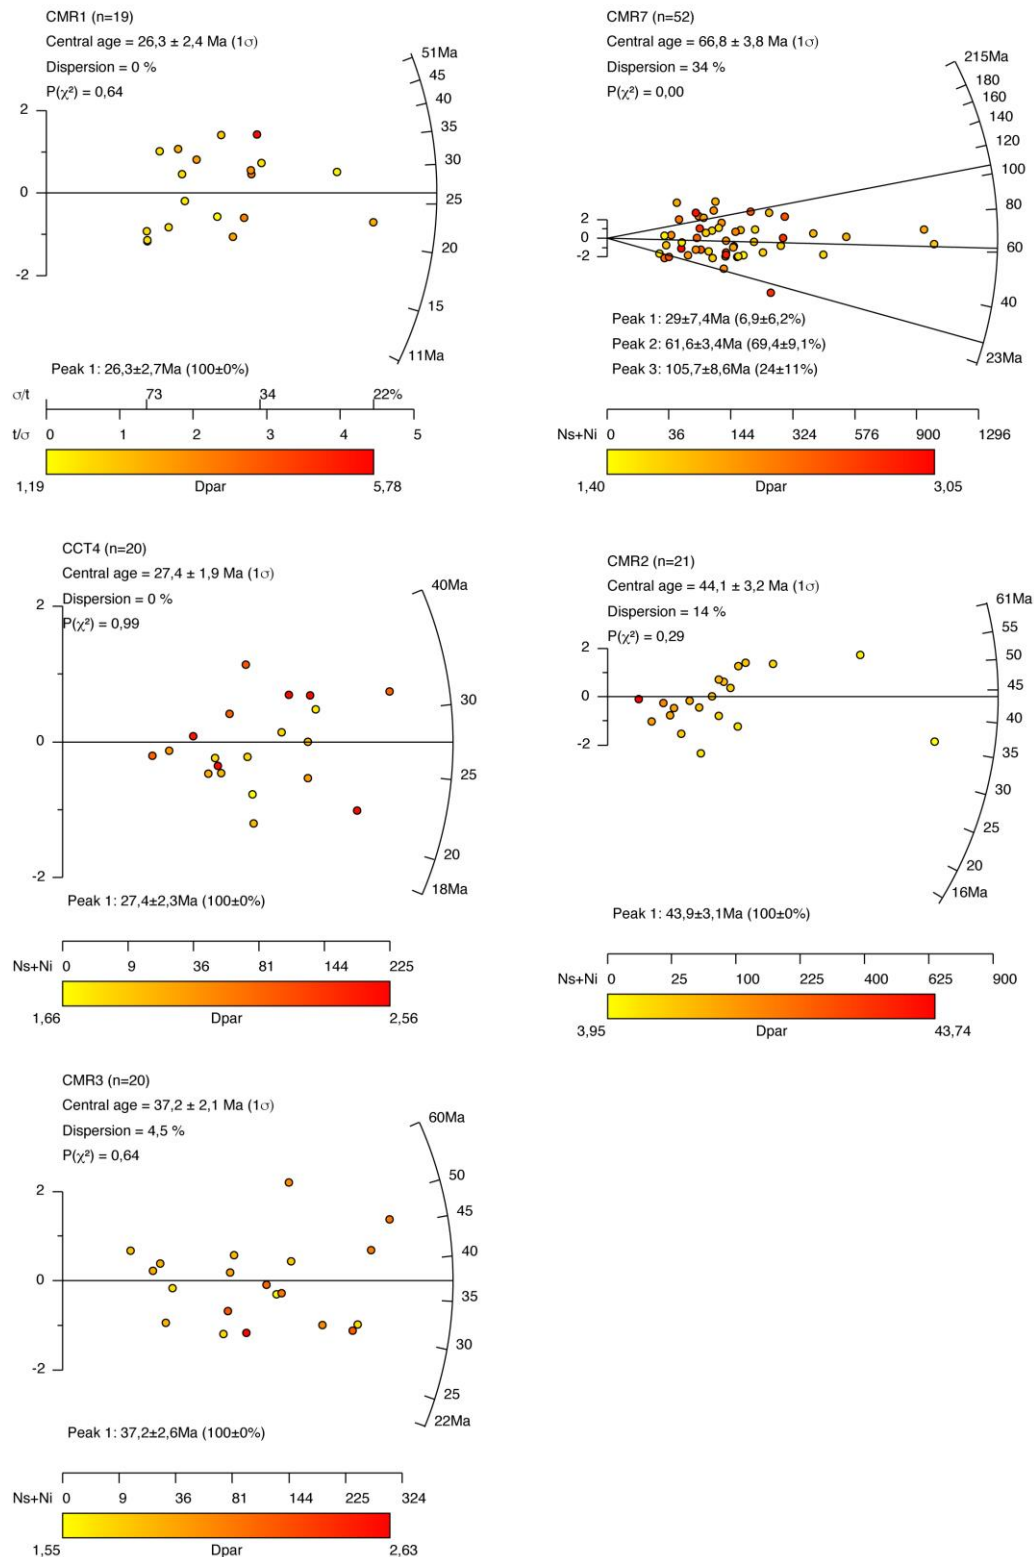 CMR1 (n=19)
Central age = 26,3 ± 2,4 Ma (1σ)
Dispersion = 0 %
P(χ²) = 0,64
2
0
-2
51Ma
45
40
35
30
25
20
15
11Ma
Peak 1: 26,3±2,7Ma (100±0%)
σ/t 73 34 22%
t/σ 0 1 2 3 4 5
1,19 Dpar 5,78
CMR7 (n=52)
Central age = 66,8 ± 3,8 Ma (1σ)
Dispersion = 34 %
P(χ²) = 0,00
2
0
-2
215Ma
180
160
140
120
100
80
60
40
23Ma
Peak 1: 29±7,4Ma (6,9±6,2%)
Peak 2: 61,6±3,4Ma (69,4±9,1%)
Peak 3: 105,7±8,6Ma (24±11%)
Ns+Ni 0 36 144 324 576 900 1296
1,40 Dpar 3,05
CCT4 (n=20)
Central age = 27,4 ± 1,9 Ma (1σ)
Dispersion = 0 %
P(χ²) = 0,99
2
0
-2
40Ma
30
25
20
18Ma
Peak 1: 27,4±2,3Ma (100±0%)
Ns+Ni 0 9 36 81 144 225
1,66 Dpar 2,56
CMR2 (n=21)
Central age = 44,1 ± 3,2 Ma (1σ)
Dispersion = 14 %
P(χ²) = 0,29
2
0
-2
61Ma
55
50
45
40
35
30
25
20
16Ma
Peak 1: 43,9±3,1Ma (100±0%)
Ns+Ni 0 25 100 225 400 625 900
3,95 Dpar 43,74
CMR3 (n=20)
Central age = 37,2 ± 2,1 Ma (1σ)
Dispersion = 4,5 %
P(χ²) = 0,64
2
0
-2
60Ma
50
45
40
35
30
25
22Ma
Peak 1: 37,2±2,6Ma (100±0%)
Ns+Ni 0 9 36 81 144 225 324
1,55 Dpar 2,63